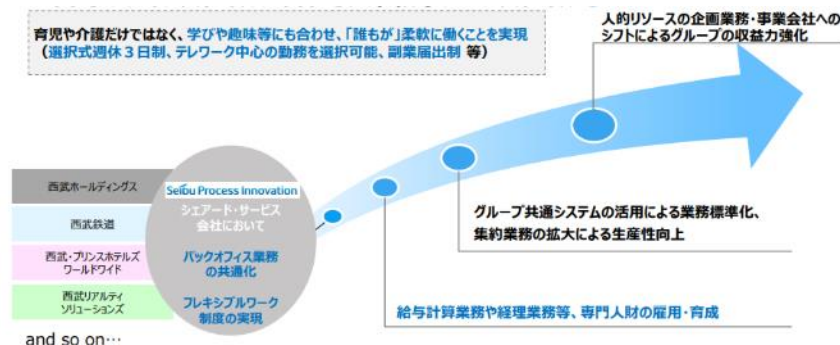 育児や介護だけではなく、学びや趣味等にも合わせ、「誰もが」柔軟に働くことを実現
(選択式週休3日制、テレワーク中心の勤務を選択可能、副業届出制 等)
人的リソースの企画業務・事業会社への
シフトによるグループの収益力強化
西武ホールディングス
西武鉄道
西武・プリンスホテルズ
ワールドワイド
西武リアルティ
ソリューションズ
and so on…
Seibu Process Innovation
シェアード・サービス
会社において
バックオフィス業務
の共通化
フレキシブルワーク
制度の実現
グループ共通システムの活用による業務標準化、
集約業務の拡大による生産性向上
給与計算業務や経理業務等、専門人財の雇用・育成